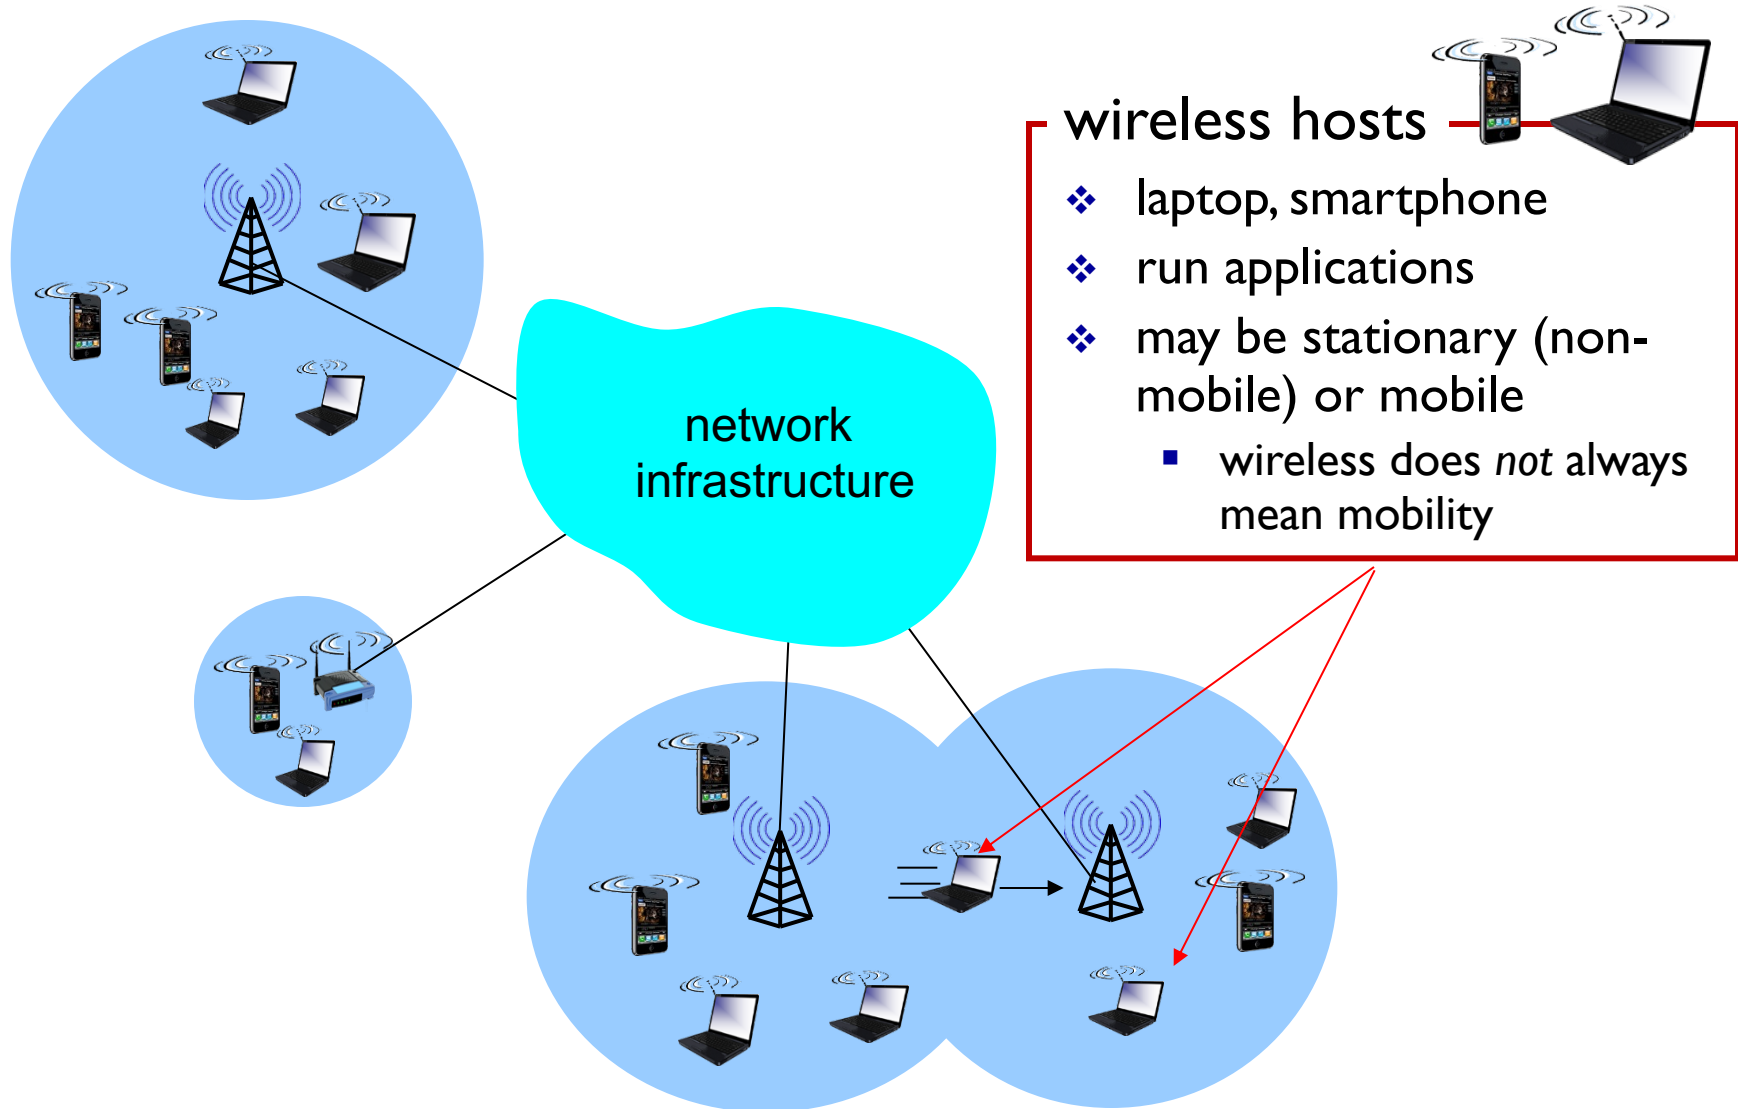 wireless hosts
❖ laptop, smartphone
❖ run applications
❖ may be stationary (non-
mobile) or mobile
▪ wireless does not always
mean mobility
network
infrastructure